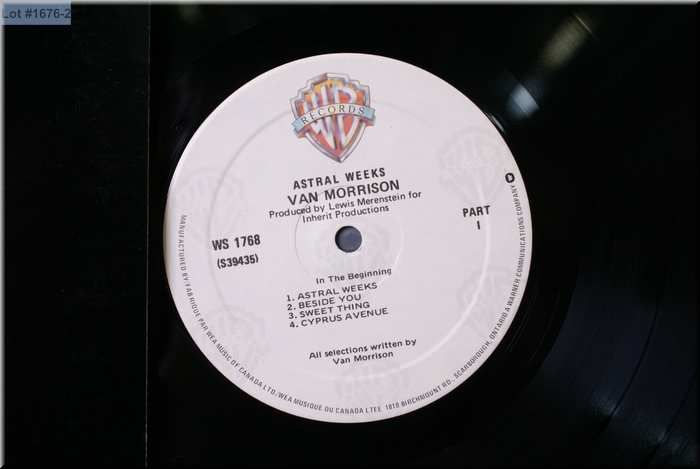 Lot #1676-2
WB
RECORDS
ASTRAL WEEKS
VAN MORRISON
Produced by Lewis Merenstein for
Inherit Productions
WS 1768
(S39435)
PART
I
In The Beginning
1. ASTRAL WEEKS
2. BESIDE YOU
3. SWEET THING
4. CYPRUS AVENUE
All selections written by
Van Morrison
MANUFACTURED BY/FABRIQUE PAR WEA MUSIC OF CANADA LTD./WEA MUSIQUE DU CANADA LTEE 1810 BIRCHMOUNT RD., SCARBOROUGH, ONTARIO A WARNER COMMUNICATIONS COMPANY